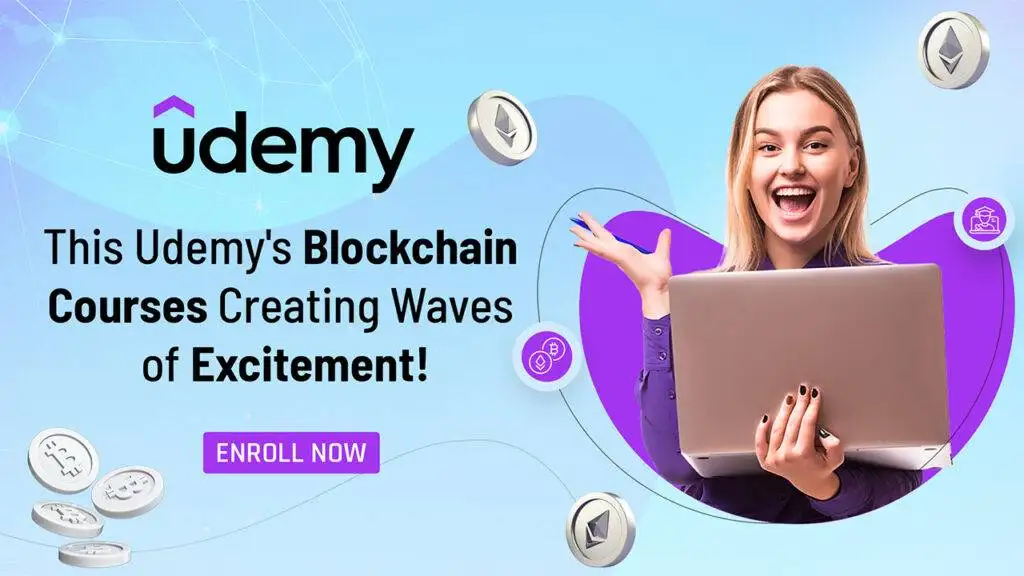 udemy
This Udemy's Blockchain
Courses Creating Waves
of Excitement!
ENROLL NOW